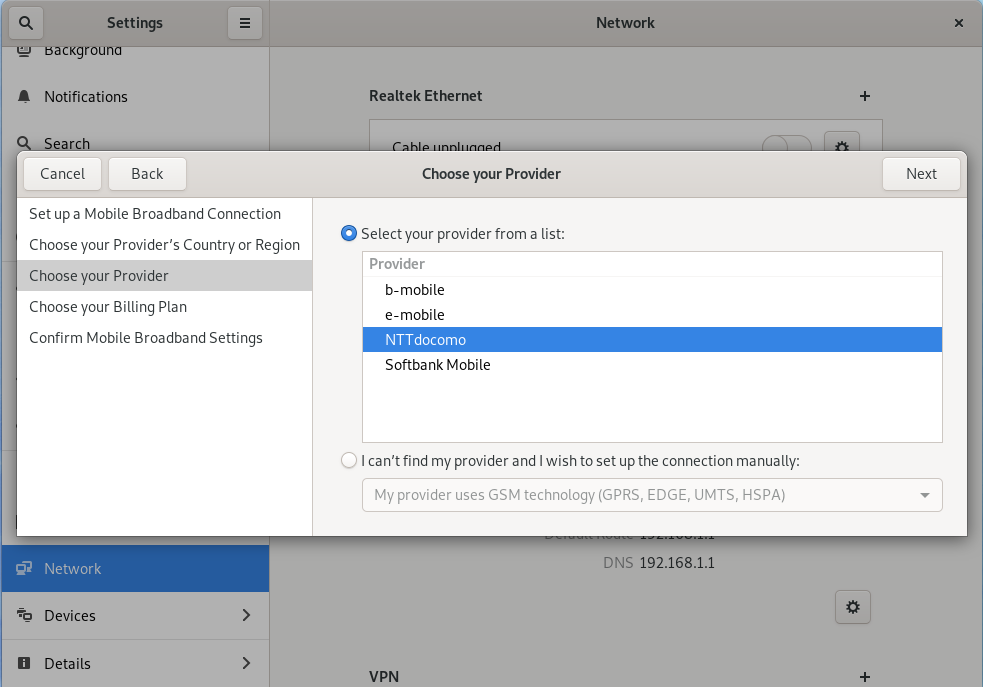 Settings
Network
Background
Notifications
Search
Realtek Ethernet
Cable unplugged
Cancel
Back
Choose your Provider
Next
Set up a Mobile Broadband Connection
Choose your Provider’s Country or Region
Choose your Provider
Choose your Billing Plan
Confirm Mobile Broadband Settings
Select your provider from a list:
Provider
b-mobile
e-mobile
NTTdocomo
Softbank Mobile
I can’t find my provider and I wish to set up the connection manually:
My provider uses GSM technology (GPRS, EDGE, UMTS, HSPA)
Default Route 192.168.1.1
DNS 192.168.1.1
Network
Devices
Details
VPN